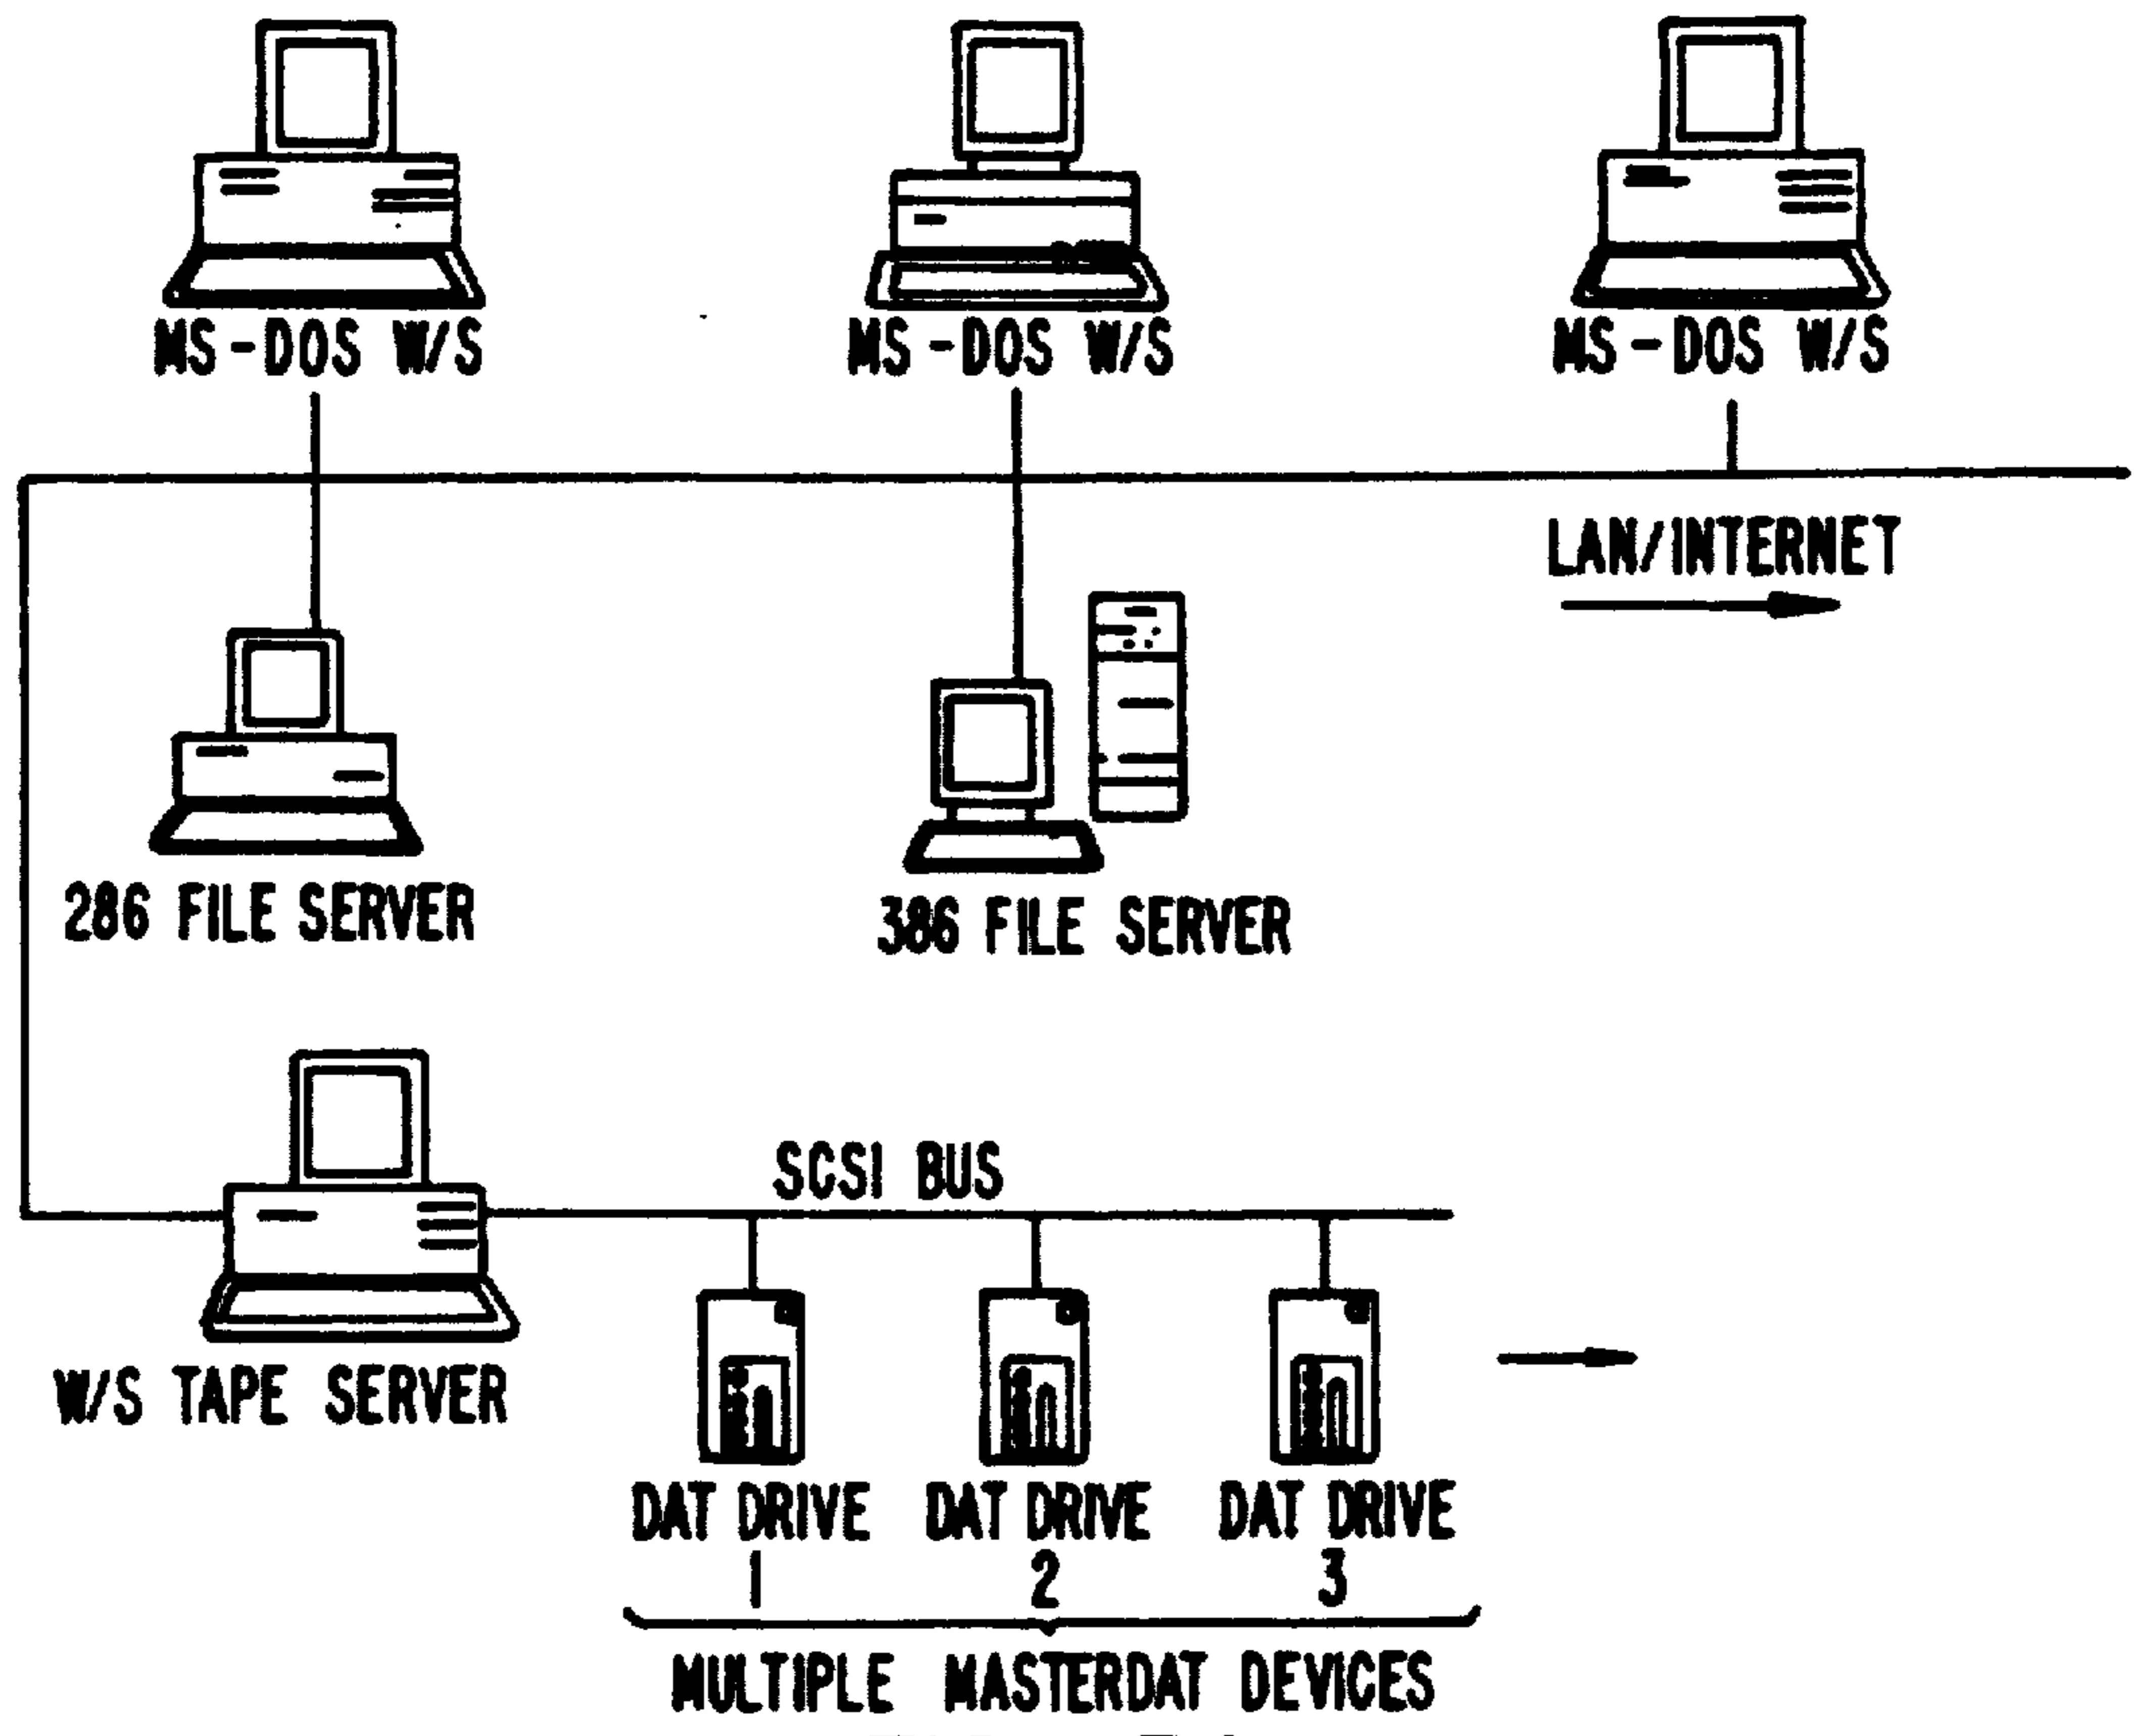 MS-DOS W/S MS-DOS W/S MS-DOS W/S
LAN/INTERNET
286 FILE SERVER
386 FILE SERVER
SCSI BUS
W/S TAPE SERVER
DAT DRIVE DAT DRIVE DAT DRIVE
1 2 3
MULTIPLE MASTERDAT DEVICES